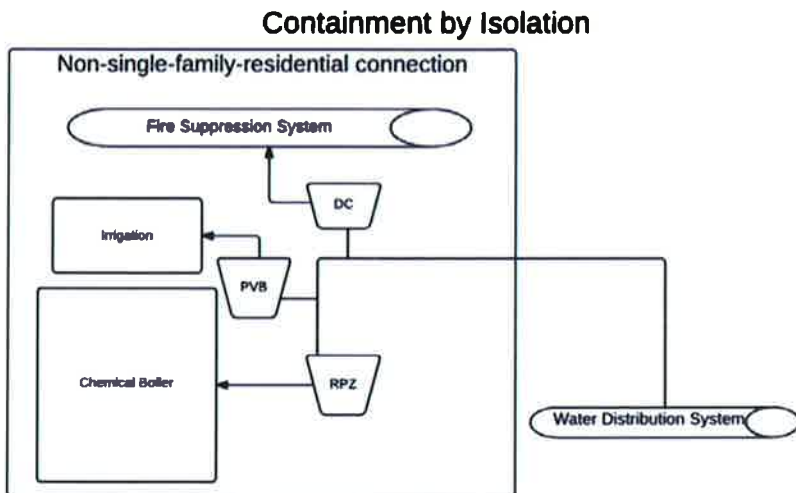 Containment by Isolation
Non-single-family-residential connection
Fire Suppression System
DC
Irrigation
PVB
Chemical Boiler
RPZ
Water Distribution System